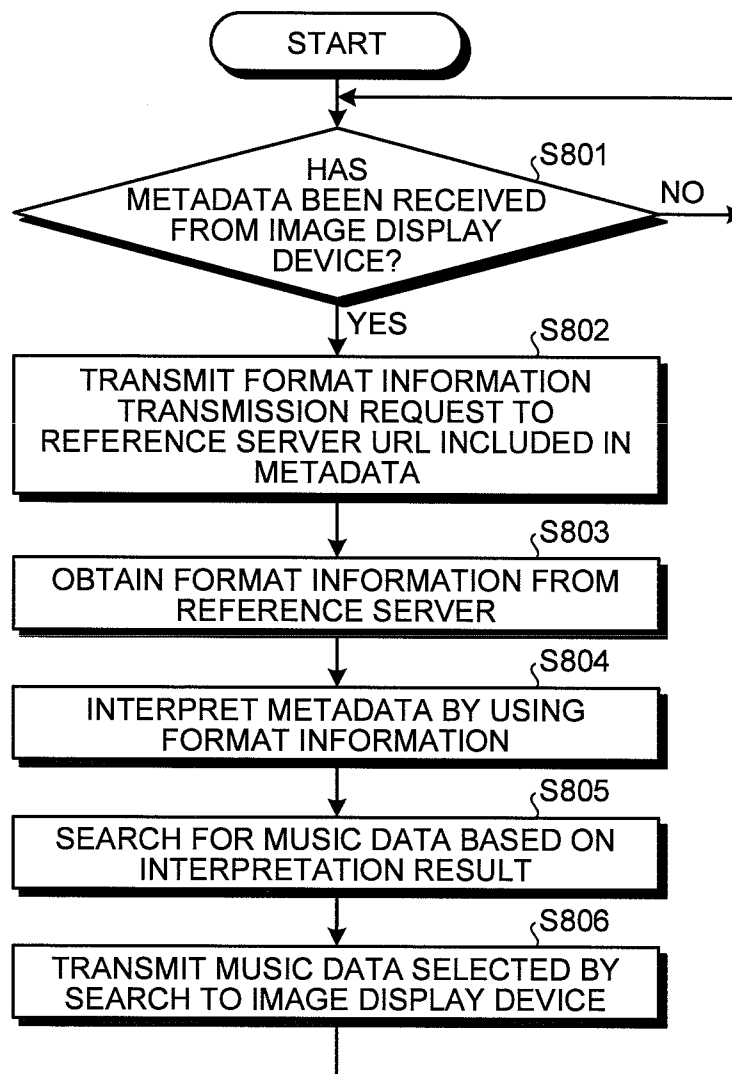 START
S801
HAS
METADATA BEEN RECEIVED
FROM IMAGE DISPLAY
DEVICE?
NO
YES
S802
TRANSMIT FORMAT INFORMATION
TRANSMISSION REQUEST TO
REFERENCE SERVER URL INCLUDED IN
METADATA
S803
OBTAIN FORMAT INFORMATION FROM
REFERENCE SERVER
S804
INTERPRET METADATA BY USING
FORMAT INFORMATION
S805
SEARCH FOR MUSIC DATA BASED ON
INTERPRETATION RESULT
S806
TRANSMIT MUSIC DATA SELECTED BY
SEARCH TO IMAGE DISPLAY DEVICE